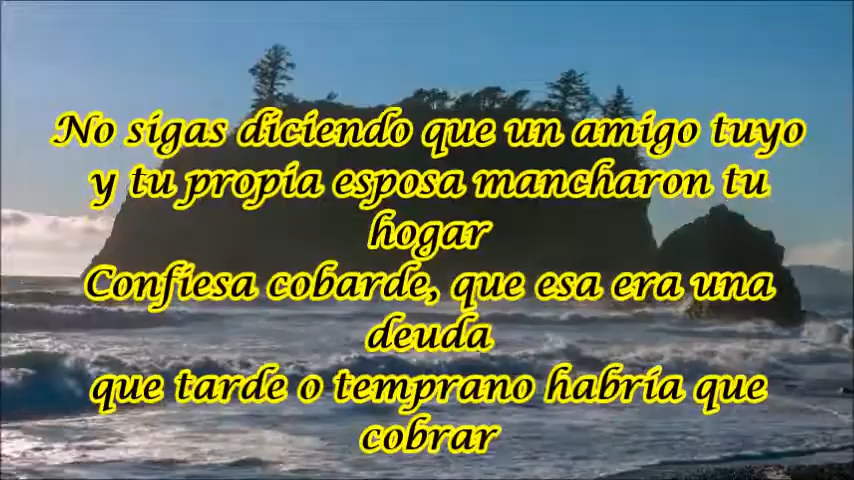 No sigas diciendo que un amigo tuyo
y tu propia esposa mancharon tu
hogar
Confiesa cobarde, que esa era una
deuda
que tarde o temprano habría que
cobrar